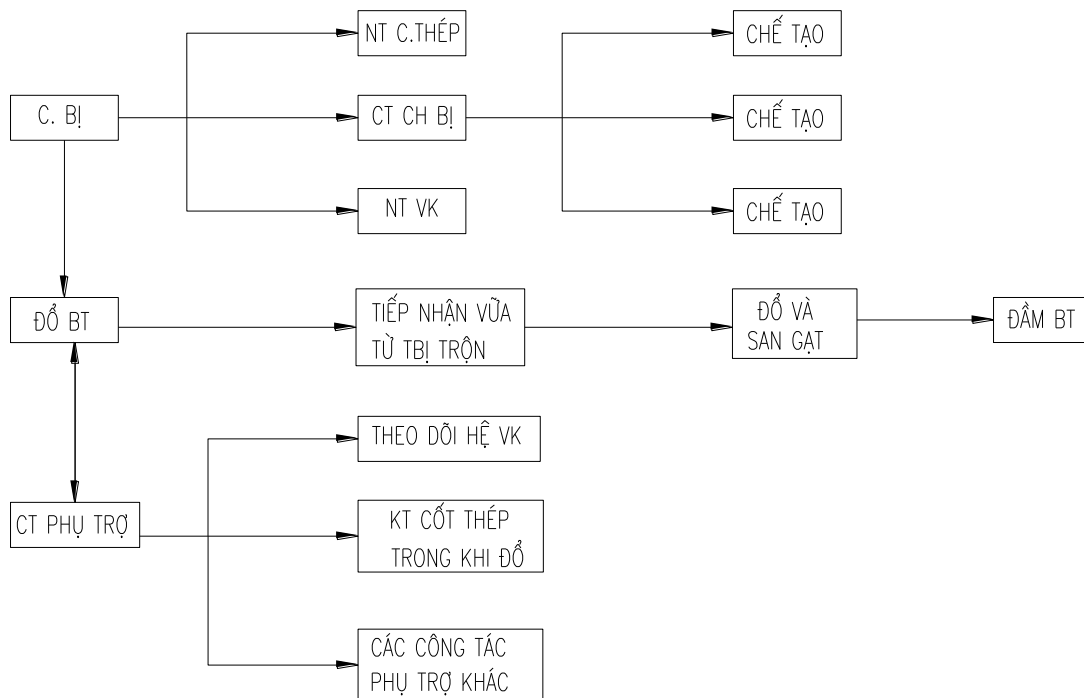 NT C.THÉP
CHẾ TẠO
C. BỊ
CT CH BỊ
CHẾ TẠO
NT VK
CHẾ TẠO
ĐỔ BT
TIẾP NHẬN VỮA
TỪ TBỊ TRỘN
ĐỔ VÀ
SAN GẠT
ĐẦM BT
THEO DÕI HỆ VK
CT PHỤ TRỢ
KT CỐT THÉP
TRONG KHI ĐỔ
CÁC CÔNG TÁC
PHỤ TRỢ KHÁC